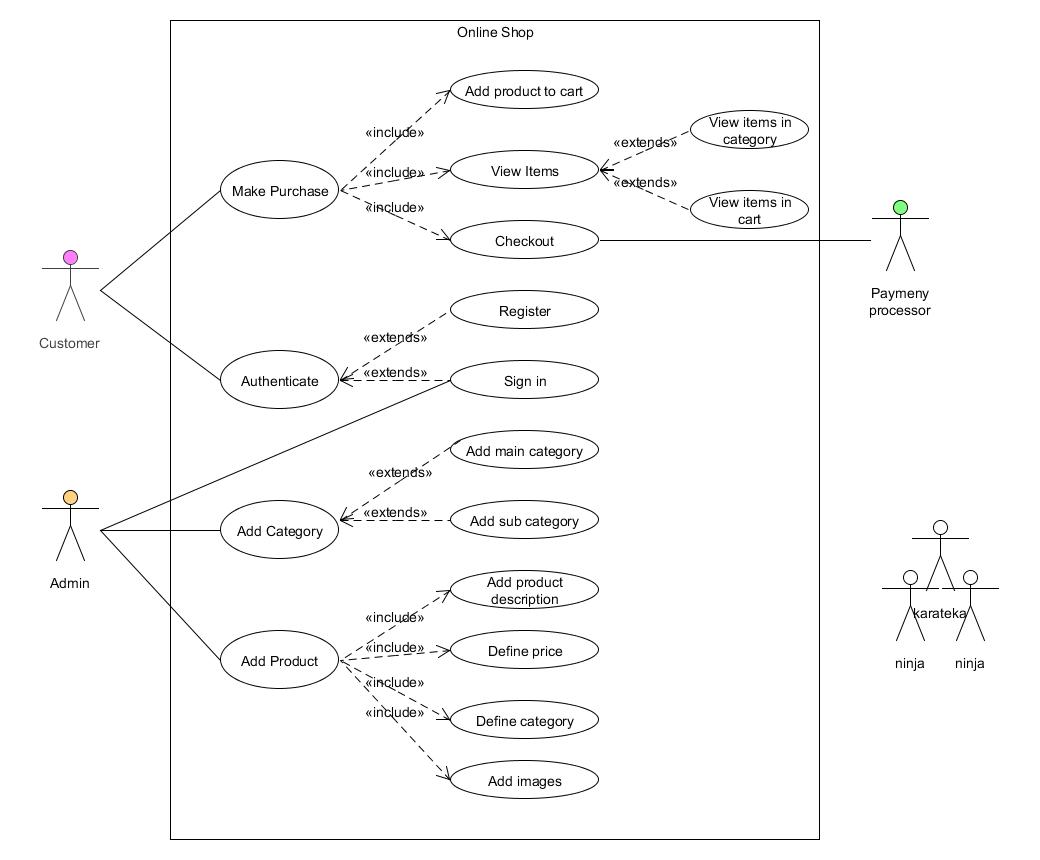 Online Shop
Add product to cart
«include»
View items in
category
«extends»
«include»
View Items
Make Purchase
«extends»
View items in
cart
«include»
Checkout
Paymeny
processor
Customer
Register
«extends»
«extends»
Authenticate
Sign in
Add main category
«extends»
«extends»
Add sub category
Add Category
Admin
Add product
description
«include»
karateka
«include»
Define price
Add Product
ninja
ninja
«include»
«include»
Define category
Add images